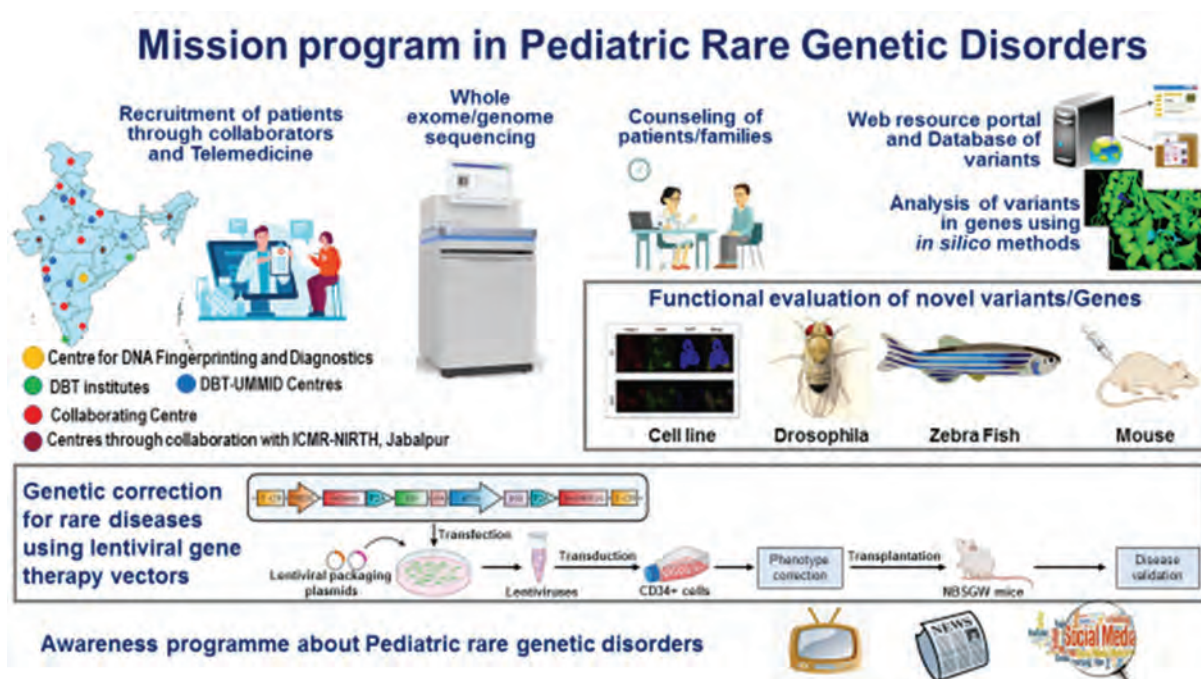 Mission program in Pediatric Rare Genetic Disorders
Recruitment of patients
through collaborators
and Telemedicine
Whole
exome/genome
sequencing
Counseling of
patients/families
Web resource portal
and Database of
variants
Analysis of variants
in genes using
in silico methods
Centre for DNA Fingerprinting and Diagnostics
DBT institutes
DBT-UMMID Centres
Collaborating Centre
Centres through collaboration with ICMR-NIRTH, Jabalpur
Functional evaluation of novel variants/Genes
Cell line
Drosophila
Zebra Fish
Mouse
Genetic correction
for rare diseases
using lentiviral gene
therapy vectors
Transfection
Lentiviral packaging
plasmids
Lentiviruses
Transduction
CD34+ cells
Phenotype
correction
Transplantation
NBSGW mice
Disease
validation
Awareness programme about Pediatric rare genetic disorders
NEWS
Social Media